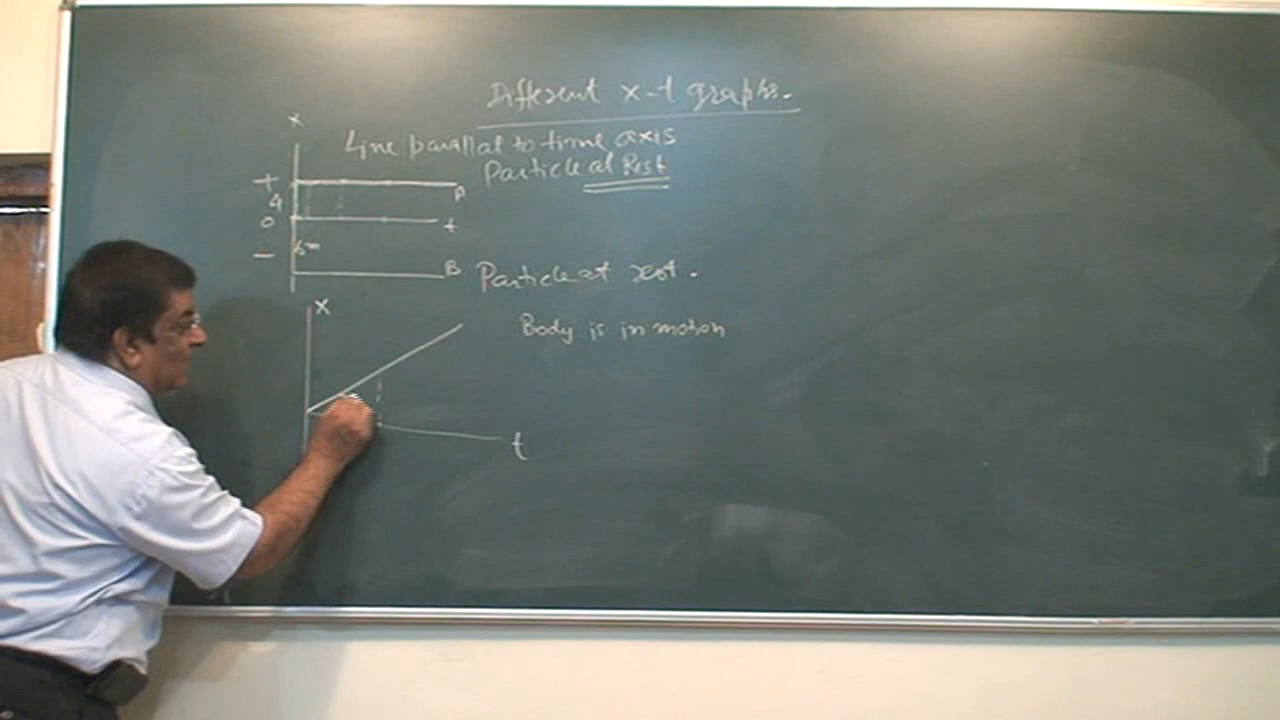 Different x-t graphs.
x
Line parallel to time axis
Particle at Rest
+
A
4
0
t
5m
-
B
Particle at rest.
x
Body is in motion
t